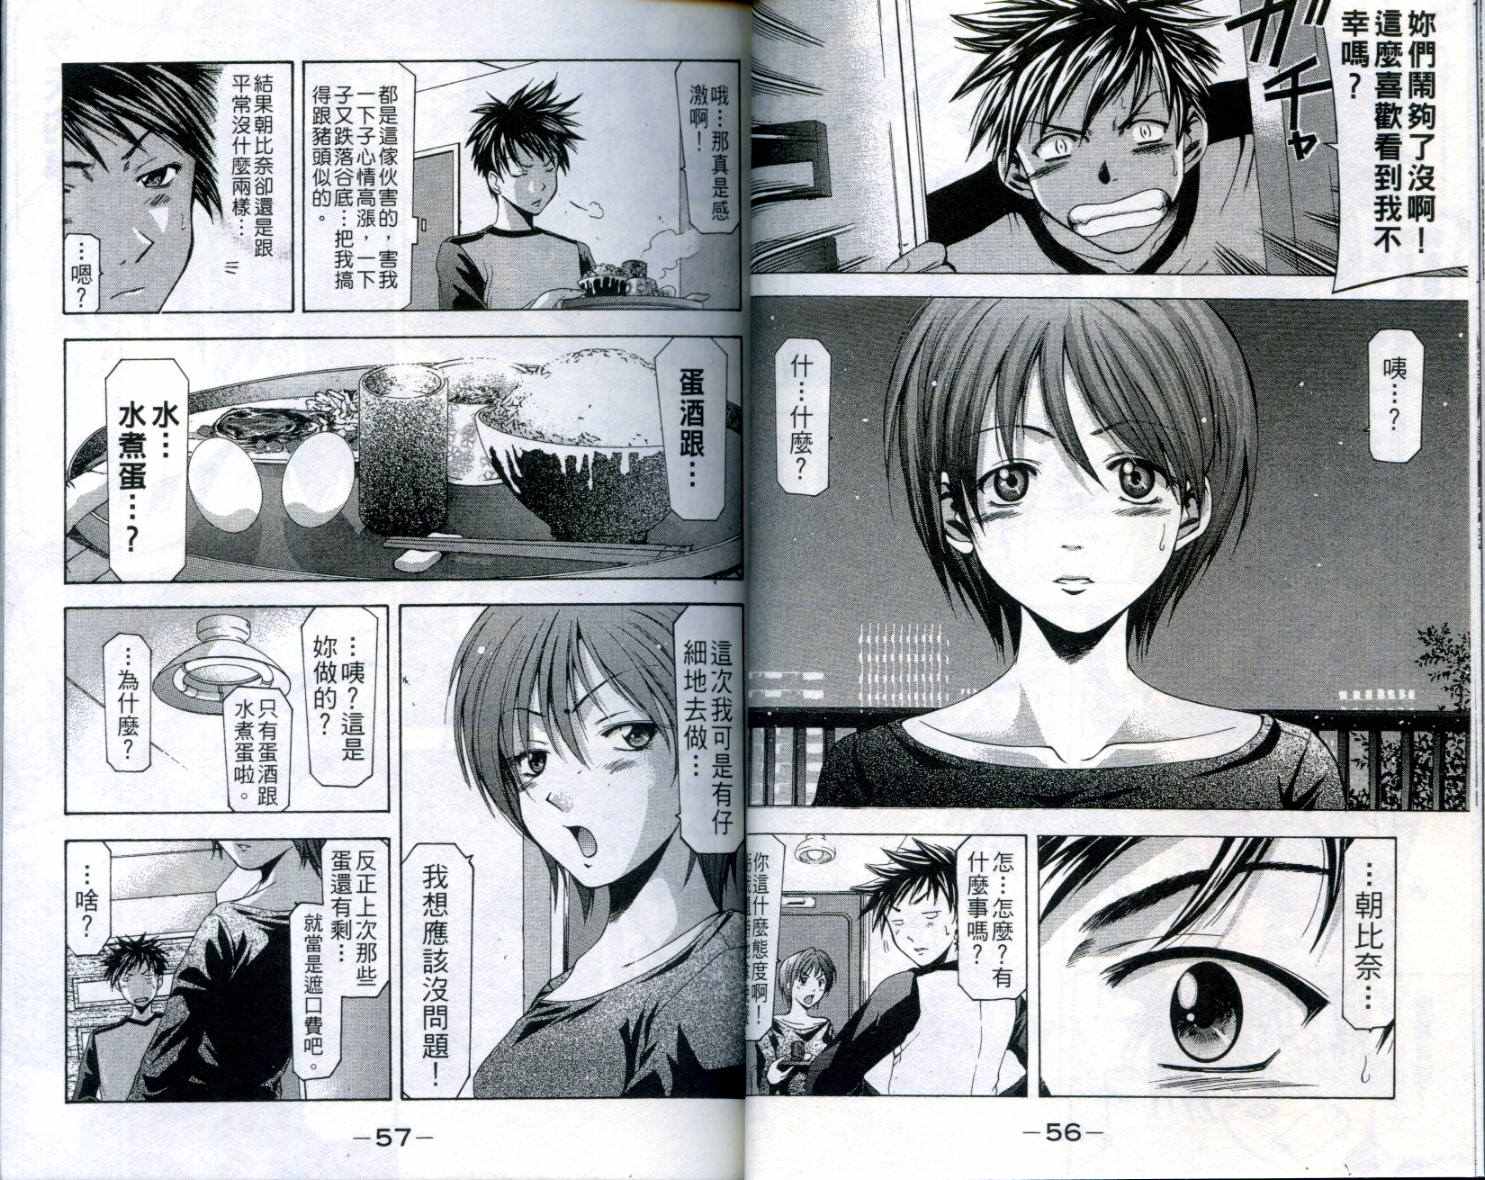 妳們鬧夠了沒啊！
這麼喜歡看到我不
幸嗎？
ガチャ
咦…？
什…什麼？
…朝比奈…
怎…怎麼？有
什麼事嗎？
你這什麼態度啊！
－56－
哦…那真是感
激啊！
都是這傢伙害的，害我
一下子心情高漲，一下
子又跌落谷底…把我搞
得跟豬頭似的。
結果朝比奈卻還是跟
平常沒什麼兩樣…
…嗯？
蛋酒跟…
水…
水煮蛋…？
這次我可是有仔
細地去做…
我想應該沒問題！
…咦？這是
妳做的？
只有蛋酒跟
水煮蛋啦。
…為什麼？
反正上次那些
蛋還有剩…
就當是遮口費吧。
…啥？
－57－